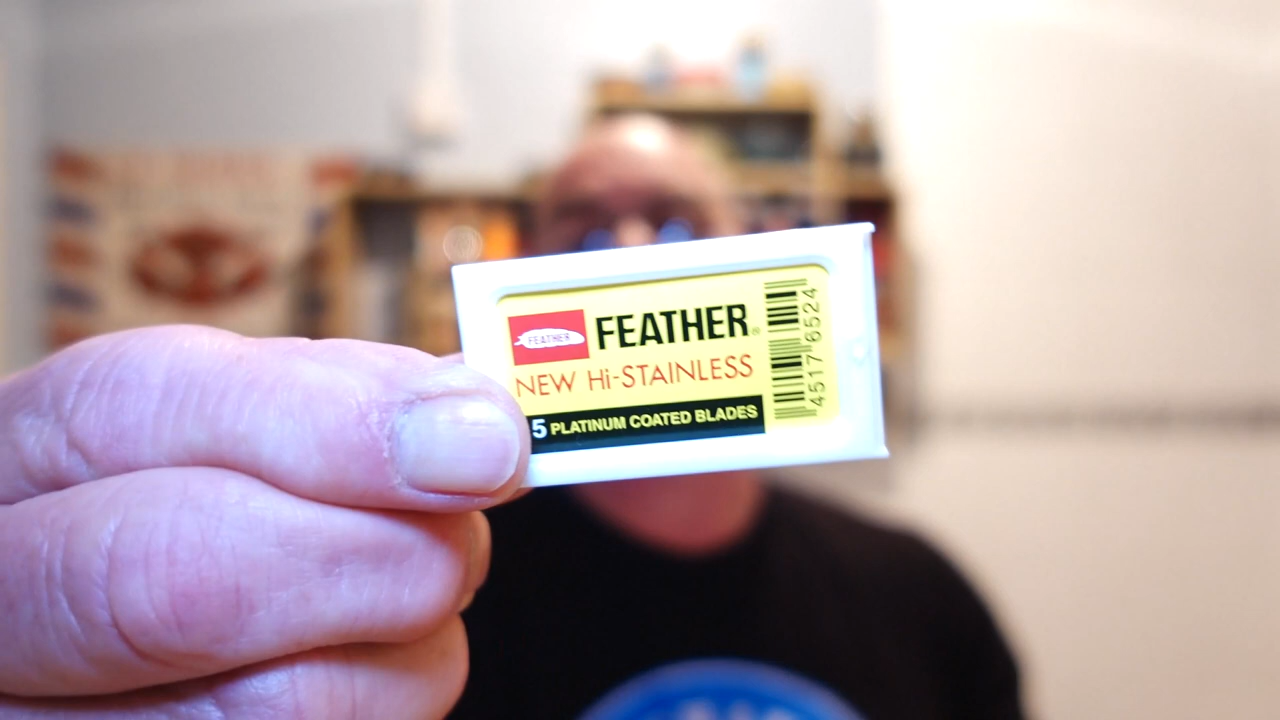 FEATHER
FEATHER®
NEW Hi-STAINLESS
5 PLATINUM COATED BLADES
4517 6524